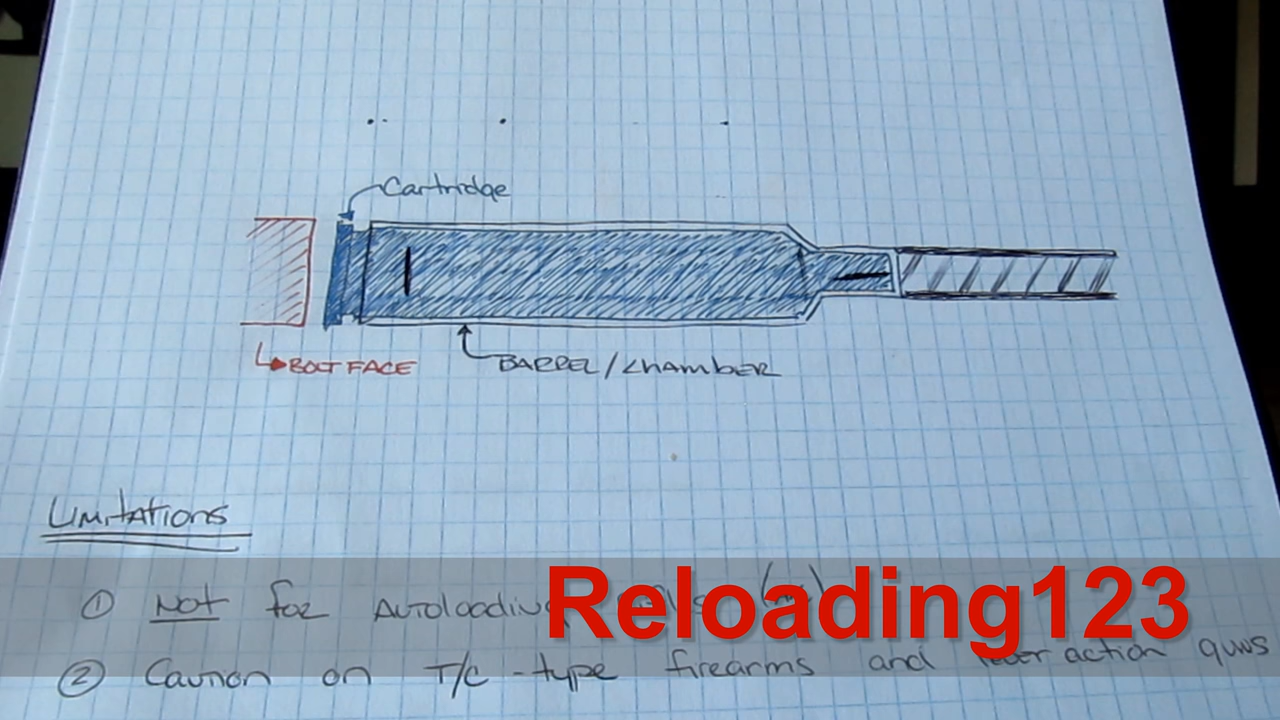 Cartridge
BOLT FACE
BARREL/Chamber
Limitations
① Not for Autoloading
Reloading123
② Caution on T/C-type firearms and lever action guns